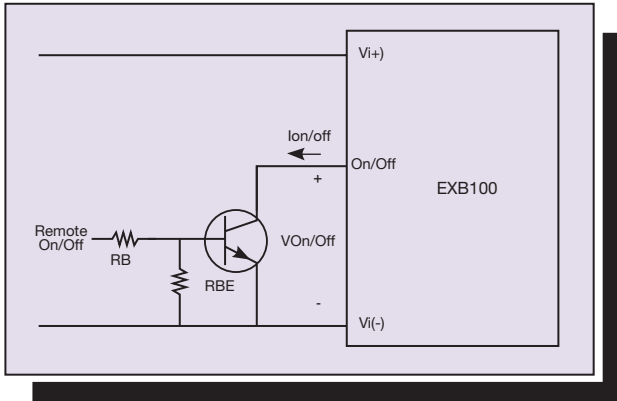 Vi+)
Ion/off
On/Off
+
EXB100
Remote
On/Off
RB
VOn/Off
RBE
-
Vi(-)